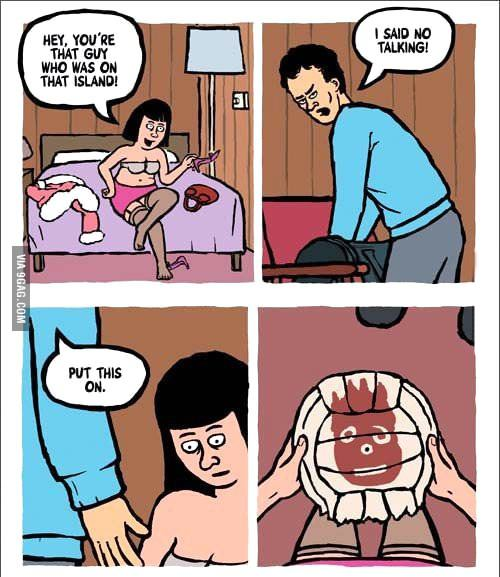 HEY, YOU'RE
THAT GUY
WHO WAS ON
THAT ISLAND!
I SAID NO
TALKING!
VIA 9GAG.COM
PUT THIS
ON.